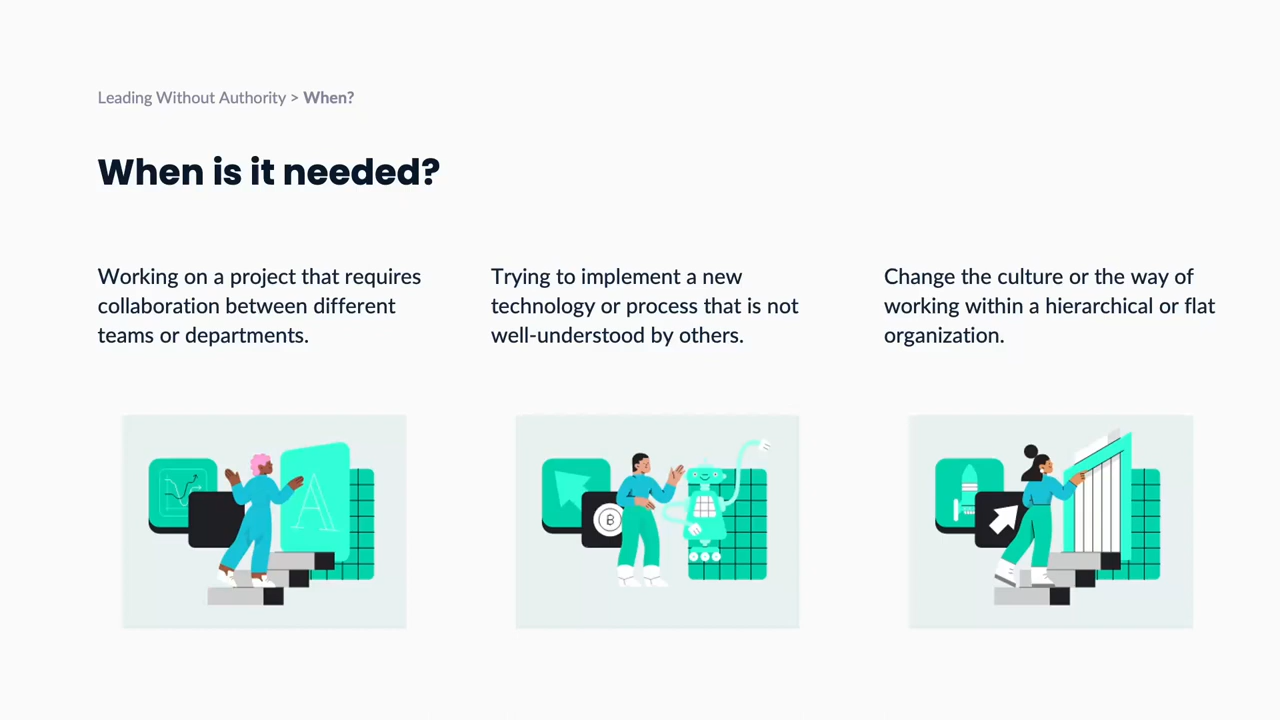 Leading Without Authority > When?
When is it needed?
Working on a project that requires
collaboration between different
teams or departments.
Trying to implement a new
technology or process that is not
well-understood by others.
Change the culture or the way of
working within a hierarchical or flat
organization.
A
B